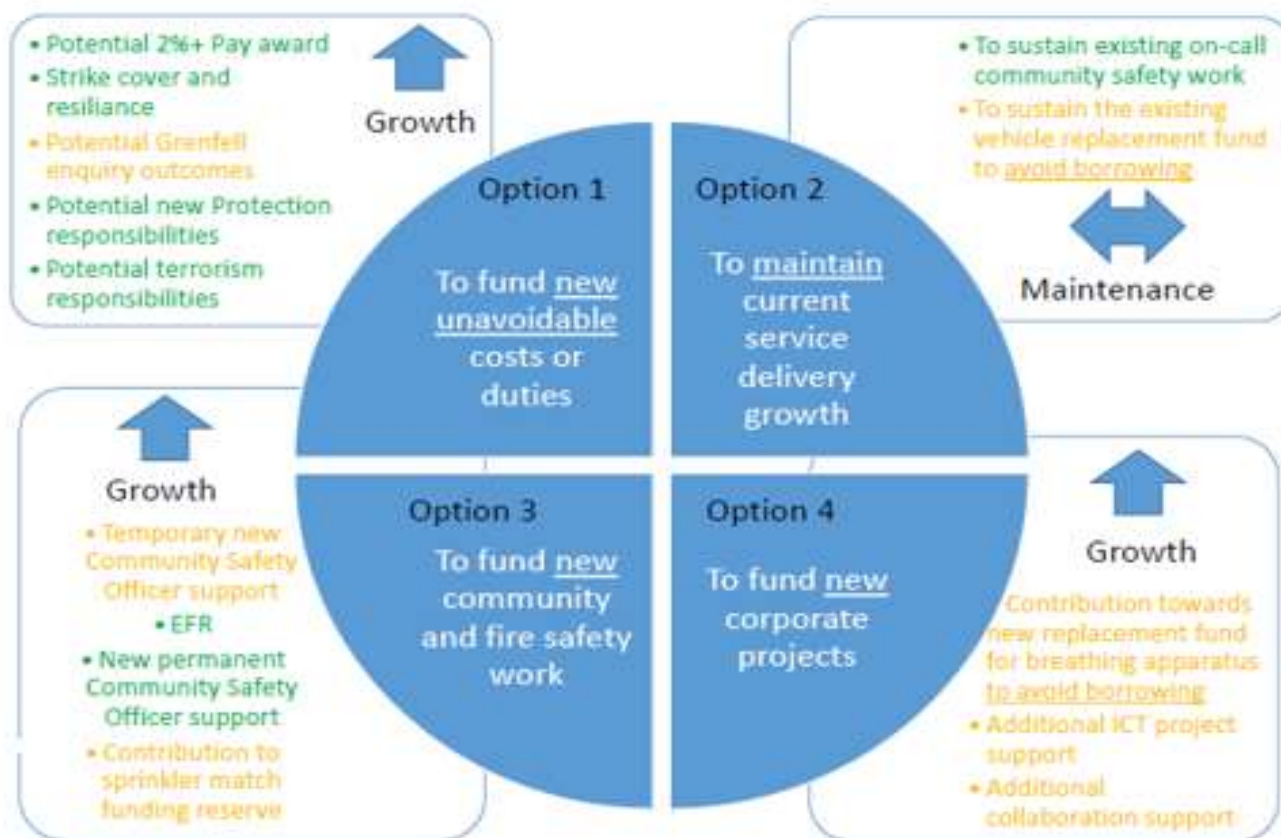 • Potential 2%+ Pay award
• Strike cover and
resiliance
• Potential Grenfell
enquiry outcomes
• Potential new Protection
responsibilities
• Potential terrorism
responsibilities
Growth
Option 1
To fund new
unavoidable
costs or
duties
• To sustain existing on-call
community safety work
• To sustain the existing
vehicle replacement fund
to avoid borrowing
Maintenance
Option 2
To maintain
current
service
delivery
growth
Growth
• Temporary new
Community Safety
Officer support
• EFR
• New permanent
Community Safety
Officer support
• Contribution to
sprinkler match
funding reserve
Option 3
To fund new
community
and fire safety
work
Option 4
To fund new
corporate
projects
Growth
Contribution towards
new replacement fund
for breathing apparatus
to avoid borrowing
• Additional ICT project
support
• Additional
collaboration support